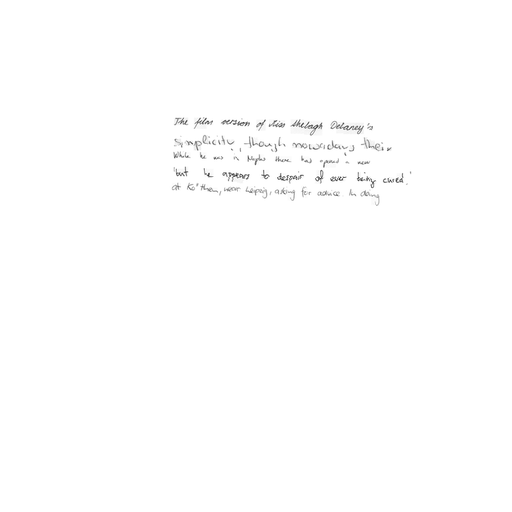 The film version of Miss Shelagh Delaney's
simplicity, though nowadays their
While he was in Naples there had opened a new
'but he appears to despair of ever being cured.'
at Ko"then, near Leipzig, asking for advice. In doing